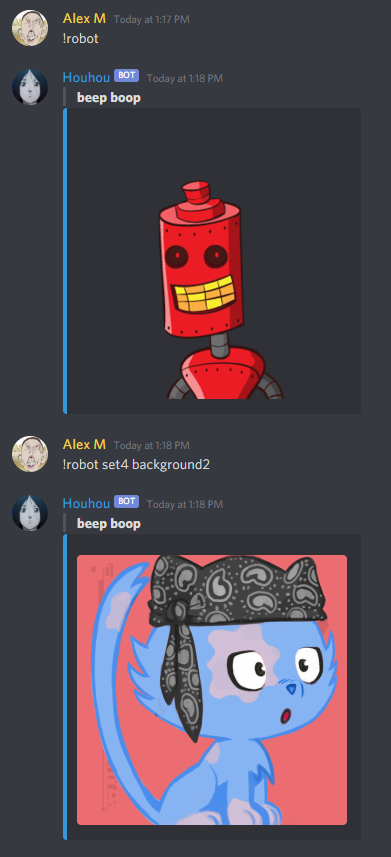 Alex M Today at 1:17 PM
!robot
Houhou BOT Today at 1:18 PM
beep boop
Alex M Today at 1:18 PM
!robot set4 background2
Houhou BOT Today at 1:18 PM
beep boop